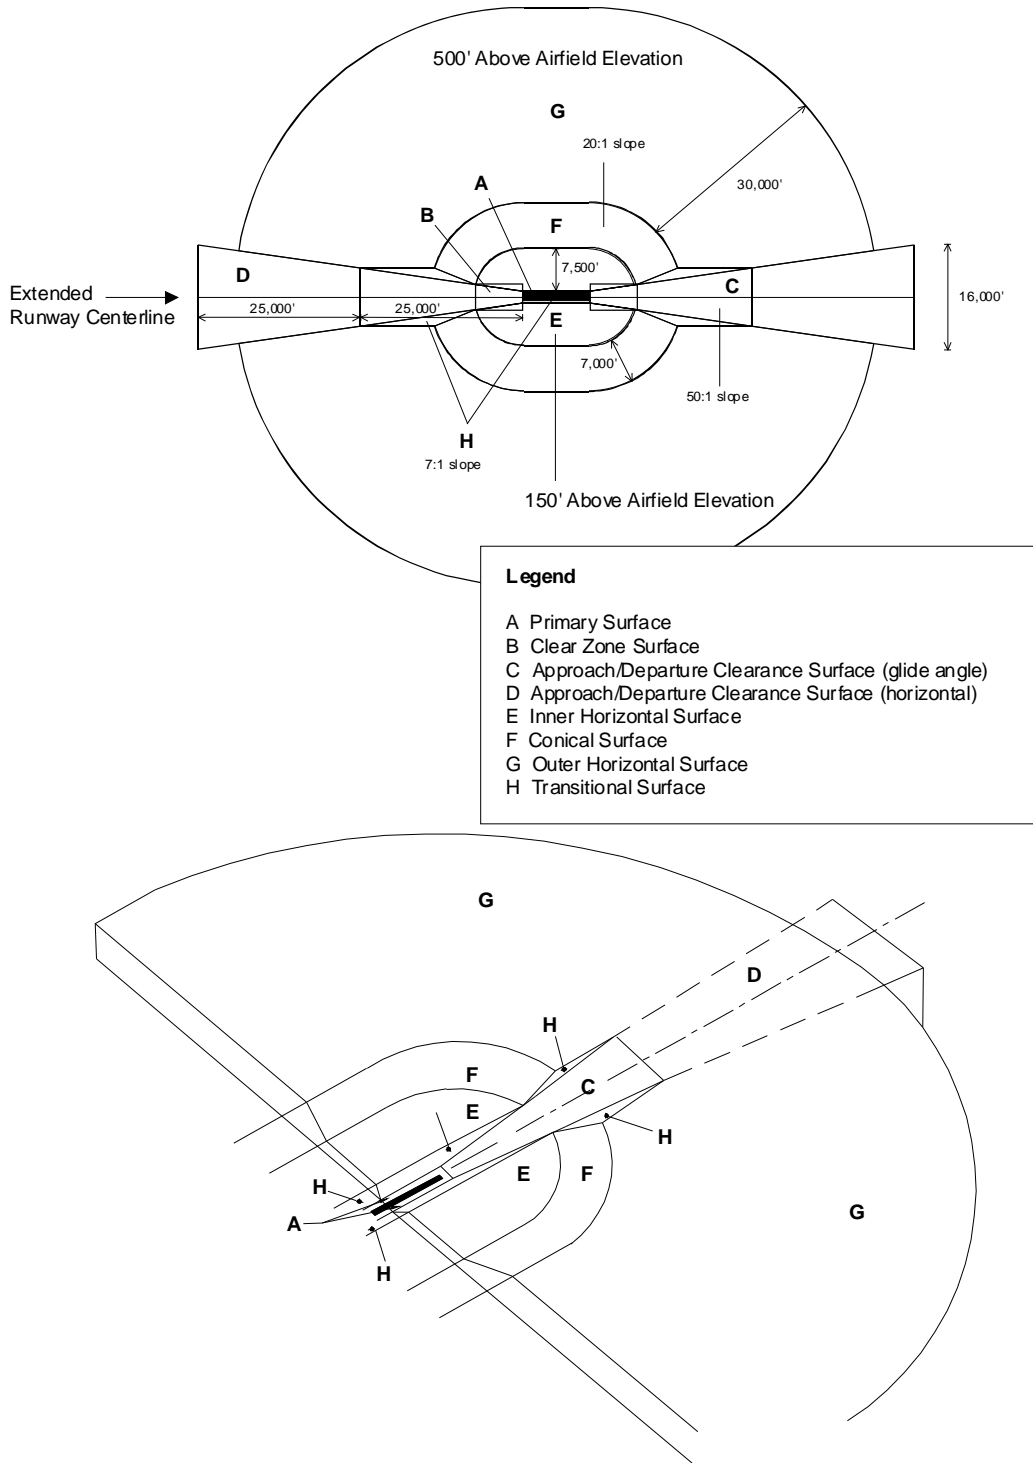 500' Above Airfield Elevation
G
20:1 slope
30,000'
A
B
F
7,500'
D
C
Extended
Runway Centerline
25,000'
25,000'
16,000'
E
7,000'
50:1 slope
H
7:1 slope
150' Above Airfield Elevation
Legend
A Primary Surface
B Clear Zone Surface
C Approach/Departure Clearance Surface (glide angle)
D Approach/Departure Clearance Surface (horizontal)
E Inner Horizontal Surface
F Conical Surface
G Outer Horizontal Surface
H Transitional Surface
G
D
H
F
C
E
H
E
F
H
G
A
H